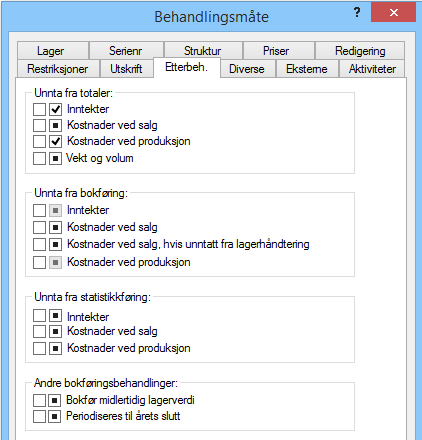 Behandlingsmåte
? ×
Lager Serienr Struktur Priser Redigering
Restriksjoner Utskrift Etterbeh. Diverse Eksterne Aktiviteter
Unnta fra totaler:
Inntekter
Kostnader ved salg
Kostnader ved produksjon
Vekt og volum
Unnta fra bokføring:
Inntekter
Kostnader ved salg
Kostnader ved salg, hvis unntatt fra lagerhåndtering
Kostnader ved produksjon
Unnta fra statistikkføring:
Inntekter
Kostnader ved salg
Kostnader ved produksjon
Andre bokføringsbehandlinger:
Bokfør midlertidig lagerverdi
Periodiseres til årets slutt